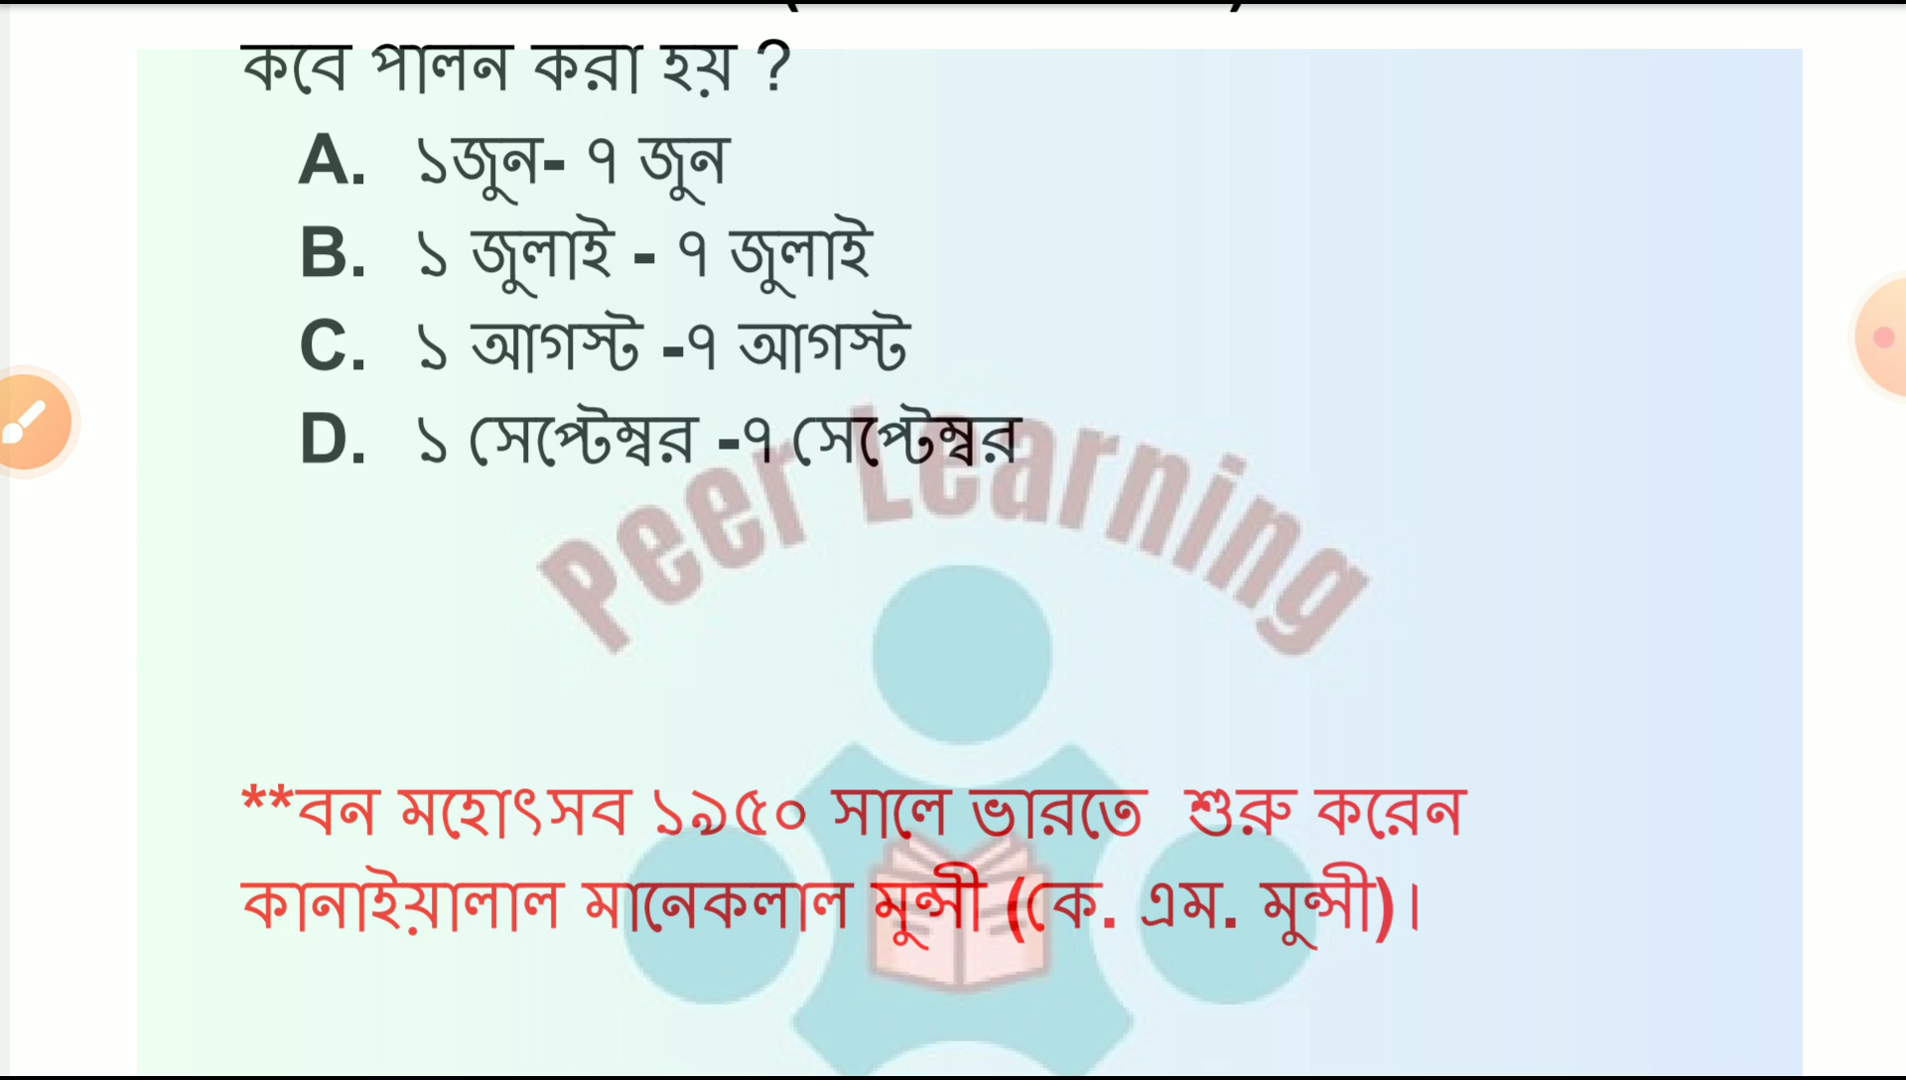 কবে পালন করা হয় ?
A. ১জুন- ৭ জুন
B. ১ জুলাই - ৭ জুলাই
C. ১ আগস্ট -৭ আগস্ট
D. ১ সেপ্টেম্বর -৭ সেপ্টেম্বর
Peer Learning
**বন মহোৎসব ১৯৫০ সালে ভারতে শুরু করেন
কানাইয়ালাল মানেকলাল মুন্সী (কে. এম. মুন্সী)।